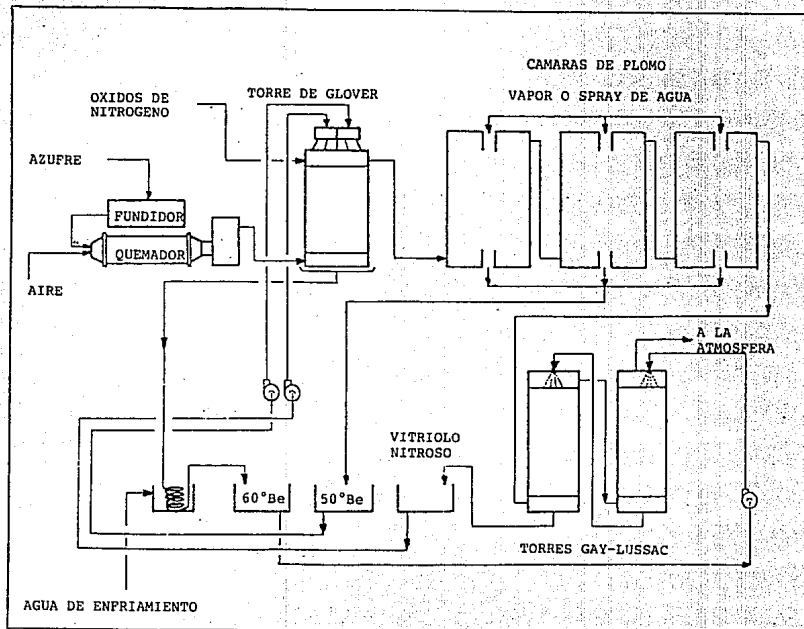 CAMARAS DE PLOMO
TORRE DE GLOVER
VAPOR O SPRAY DE AGUA
OXIDOS DE
NITROGENO
AZUFRE
FUNDIDOR
QUEMADOR
AIRE
A LA
ATMOSFERA
VITRIOLO
NITROSO
60°Be
50°Be
TORRES GAY-LUSSAC
AGUA DE ENFRIAMIENTO